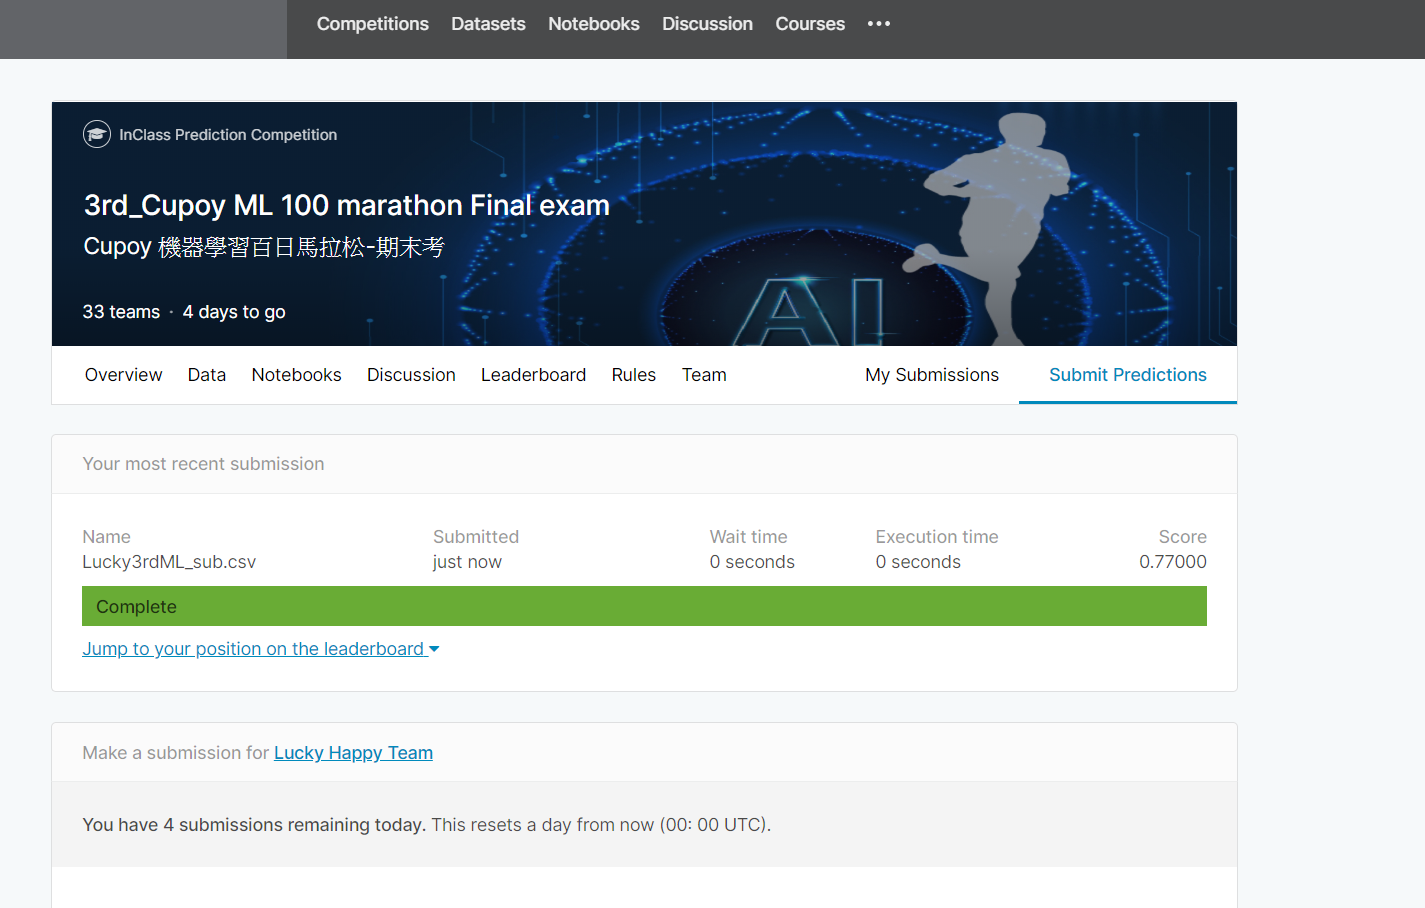 Competitions Datasets Notebooks Discussion Courses •••
InClass Prediction Competition
3rd_Cupoy ML 100 marathon Final exam
Cupoy 機器學習百日馬拉松-期末考
33 teams · 4 days to go
AI
Overview Data Notebooks Discussion Leaderboard Rules Team My Submissions Submit Predictions
Your most recent submission
Name Submitted Wait time Execution time Score
Lucky3rdML_sub.csv just now 0 seconds 0 seconds 0.77000
Complete
Jump to your position on the leaderboard
Make a submission for Lucky Happy Team
You have 4 submissions remaining today. This resets a day from now (00: 00 UTC).